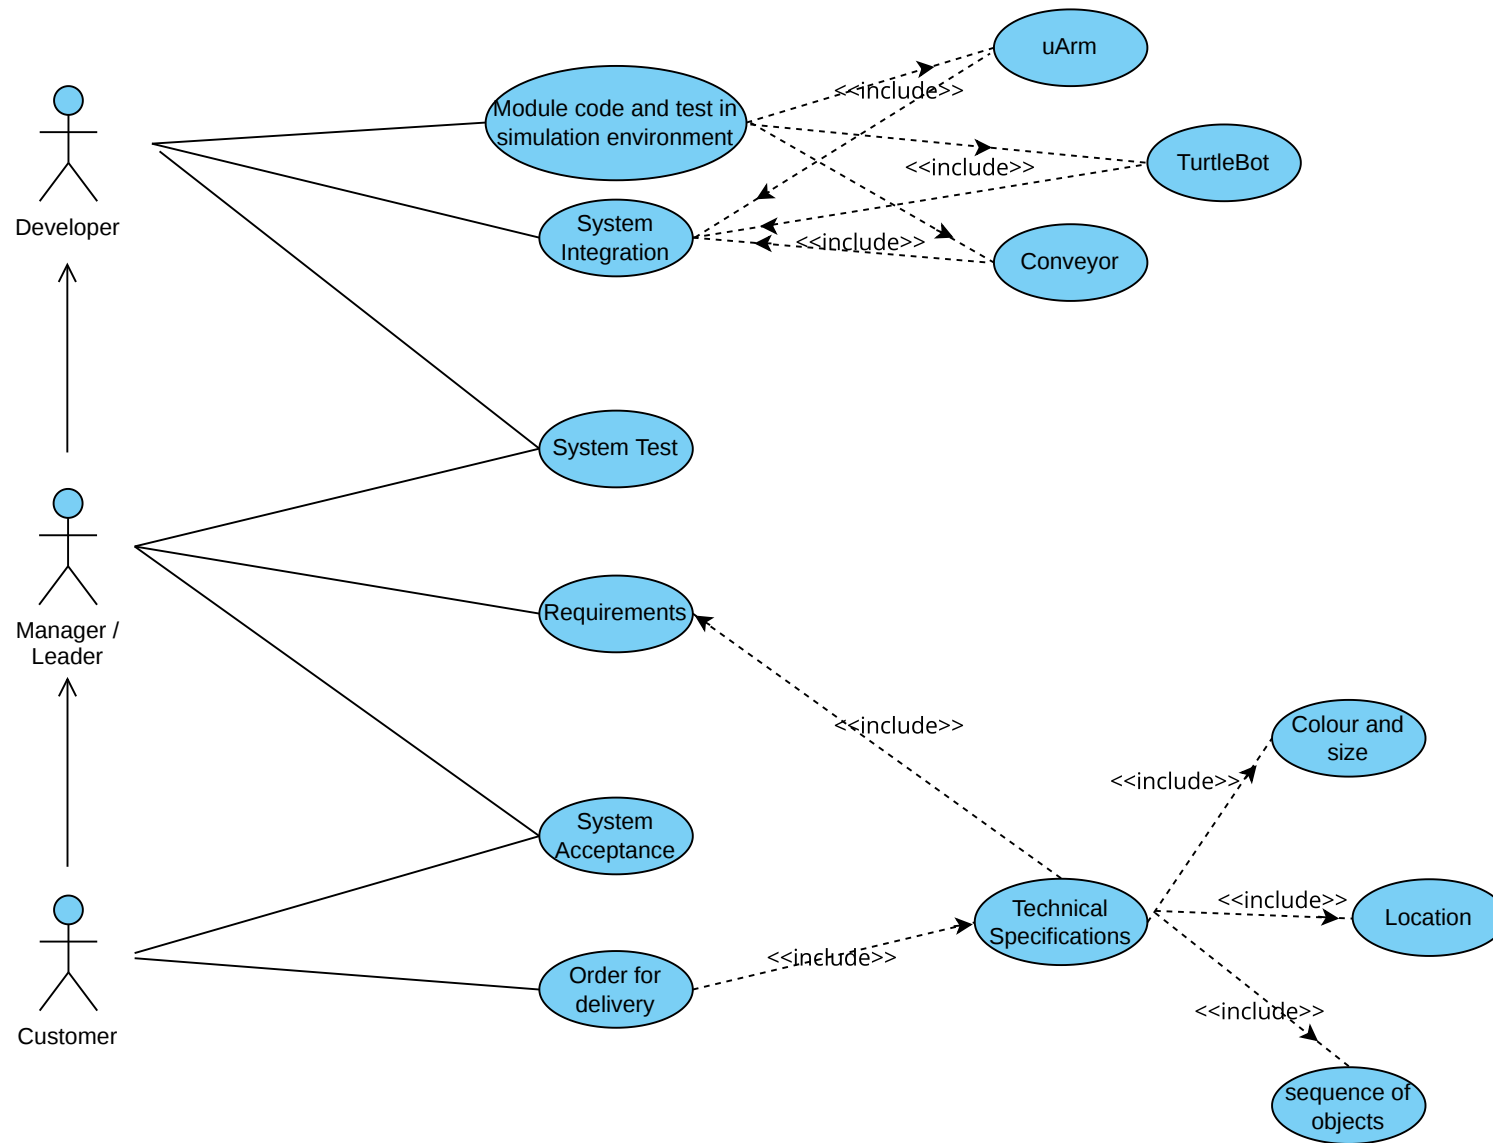 uArm
<<include>>
Module code and test in
simulation environment
Developer
<<include>>
TurtleBot
System
Integration
<<include>>
Conveyor
System Test
Requirements
Manager /
Leader
<<include>>
Colour and
size
<<include>>
System
Acceptance
Technical
Specifications
<<include>>
Location
<<include>>
Order for
delivery
<<include>>
Customer
sequence of
objects